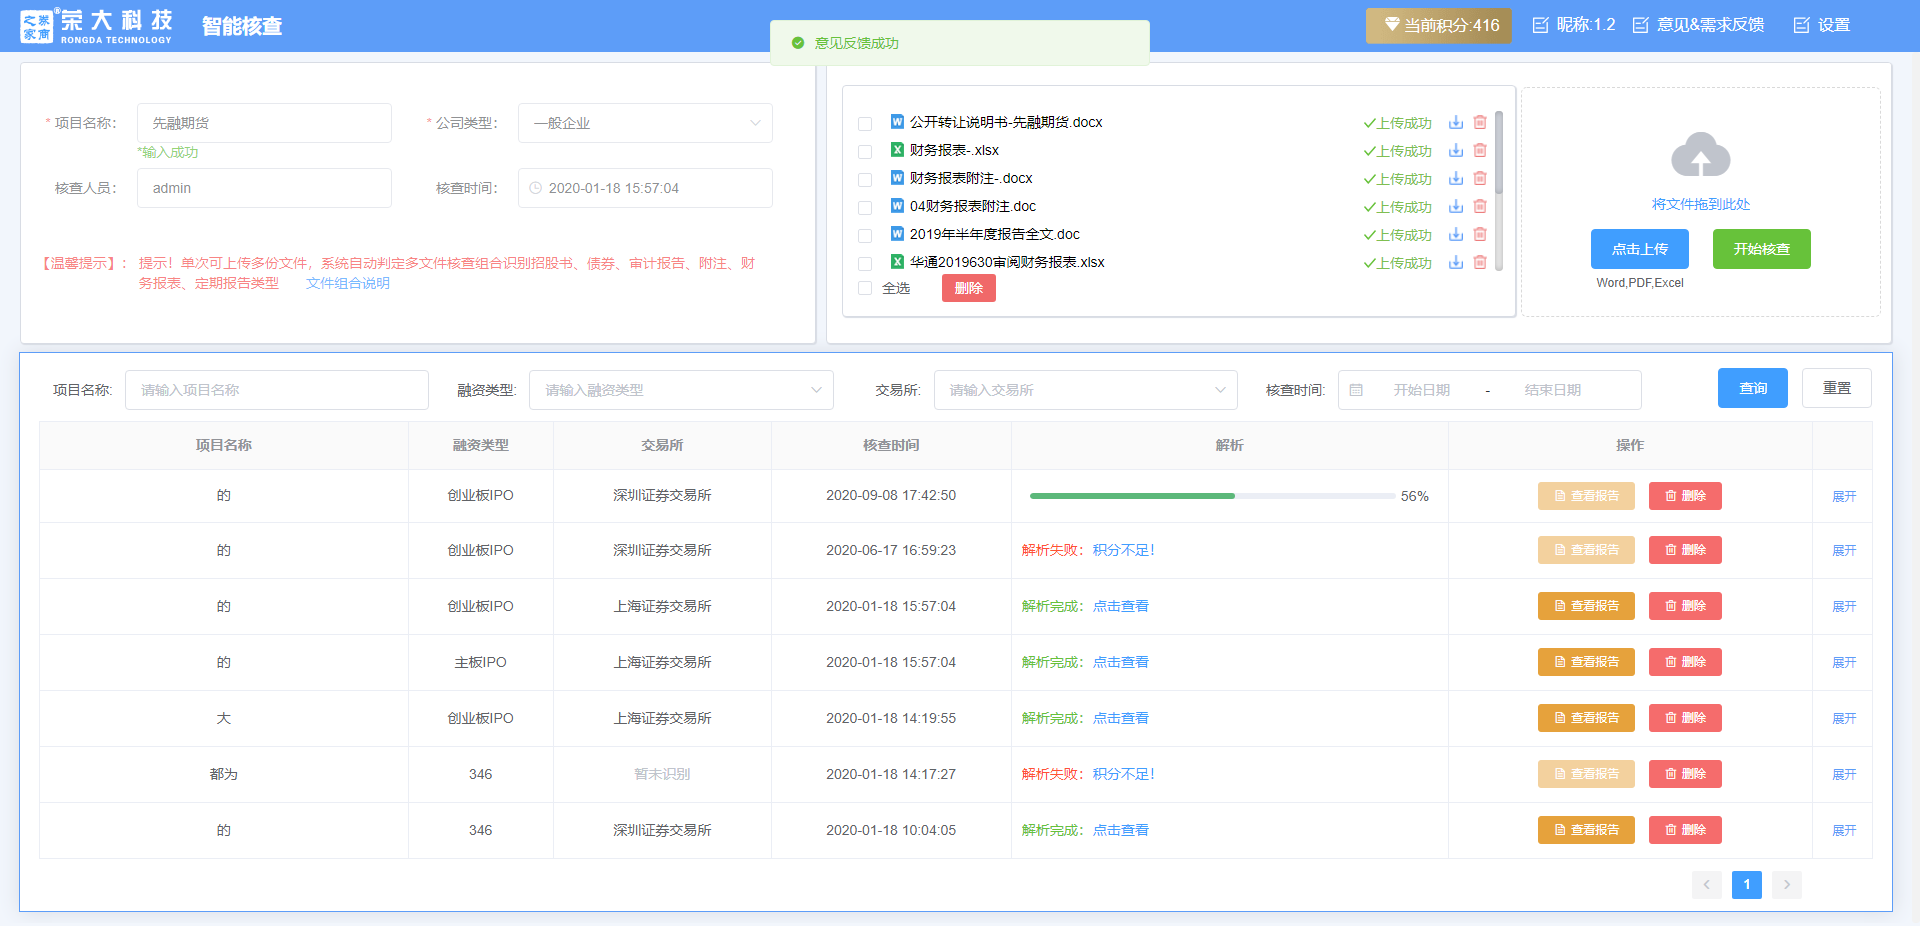 之券家商®荣大科技
RONGDA TECHNOLOGY
智能核查
意见反馈成功
当前积分:416
昵称:1.2
意见&需求反馈
设置
* 项目名称:
先融期货
*输入成功
* 公司类型:
一般企业
核查人员:
admin
核查时间:
2020-01-18 15:57:04
【温馨提示】: 提示！单次可上传多份文件，系统自动判定多文件核查组合识别招股书、债券、审计报告、附注、财
务报表、定期报告类型 文件组合说明
公开转让说明书-先融期货.docx 上传成功
财务报表-.xlsx 上传成功
财务报表附注-.docx 上传成功
04财务报表附注.doc 上传成功
2019年半年度报告全文.doc 上传成功
华通2019630审阅财务报表.xlsx 上传成功
全选 删除
将文件拖到此处
点击上传 开始核查
Word,PDF,Excel
项目名称: 请输入项目名称 融资类型: 请输入融资类型 交易所: 请输入交易所 核查时间: 开始日期 - 结束日期 查询 重置
项目名称 融资类型 交易所 核查时间 解析 操作
的 创业板IPO 深圳证券交易所 2020-09-08 17:42:50 56% 查看报告 删除 展开
的 创业板IPO 深圳证券交易所 2020-06-17 16:59:23 解析失败：积分不足！ 查看报告 删除 展开
的 创业板IPO 上海证券交易所 2020-01-18 15:57:04 解析完成：点击查看 查看报告 删除 展开
的 主板IPO 上海证券交易所 2020-01-18 15:57:04 解析完成：点击查看 查看报告 删除 展开
大 创业板IPO 上海证券交易所 2020-01-18 14:19:55 解析完成：点击查看 查看报告 删除 展开
都为 346 暂未识别 2020-01-18 14:17:27 解析失败：积分不足！ 查看报告 删除 展开
的 346 深圳证券交易所 2020-01-18 10:04:05 解析完成：点击查看 查看报告 删除 展开
1